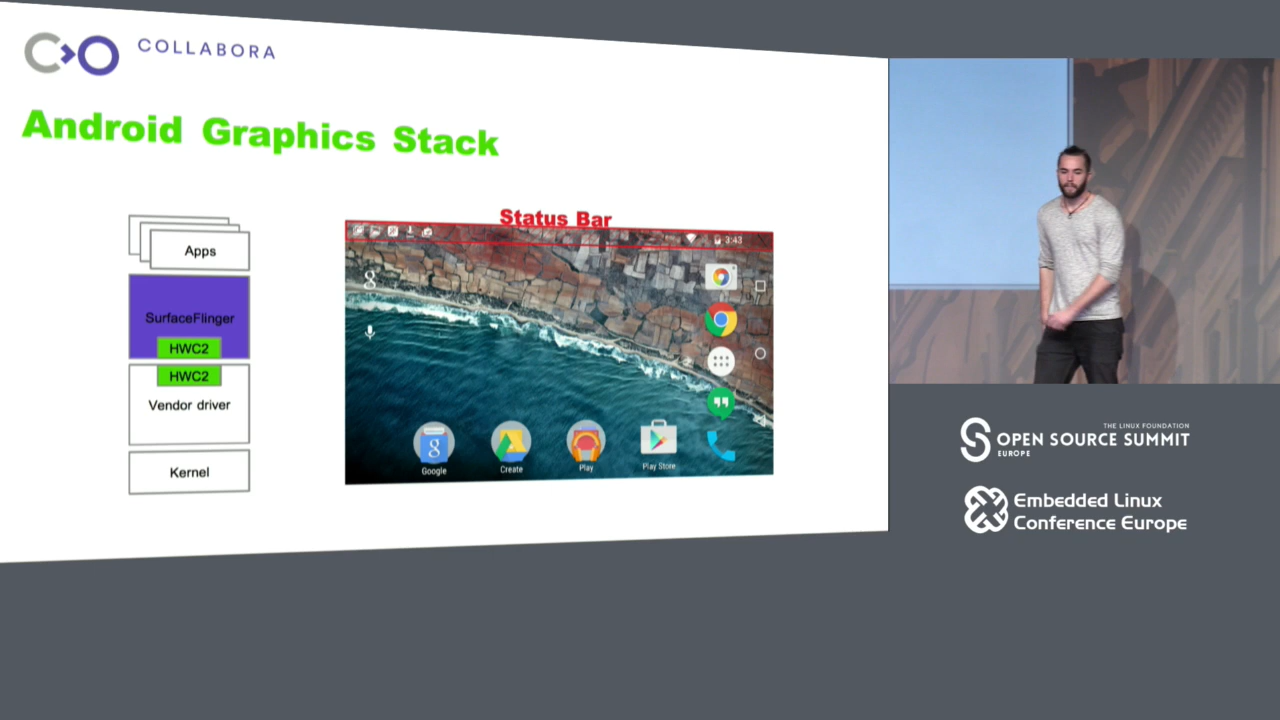 COLLABORA
Android Graphics Stack
Apps
SurfaceFlinger
HWC2
HWC2
Vendor driver
Kernel
Status Bar
3:43
g
g
Google
Create
Play
Play Store
THE LINUX FOUNDATION
OPEN SOURCE SUMMIT
EUROPE
Embedded Linux
Conference Europe